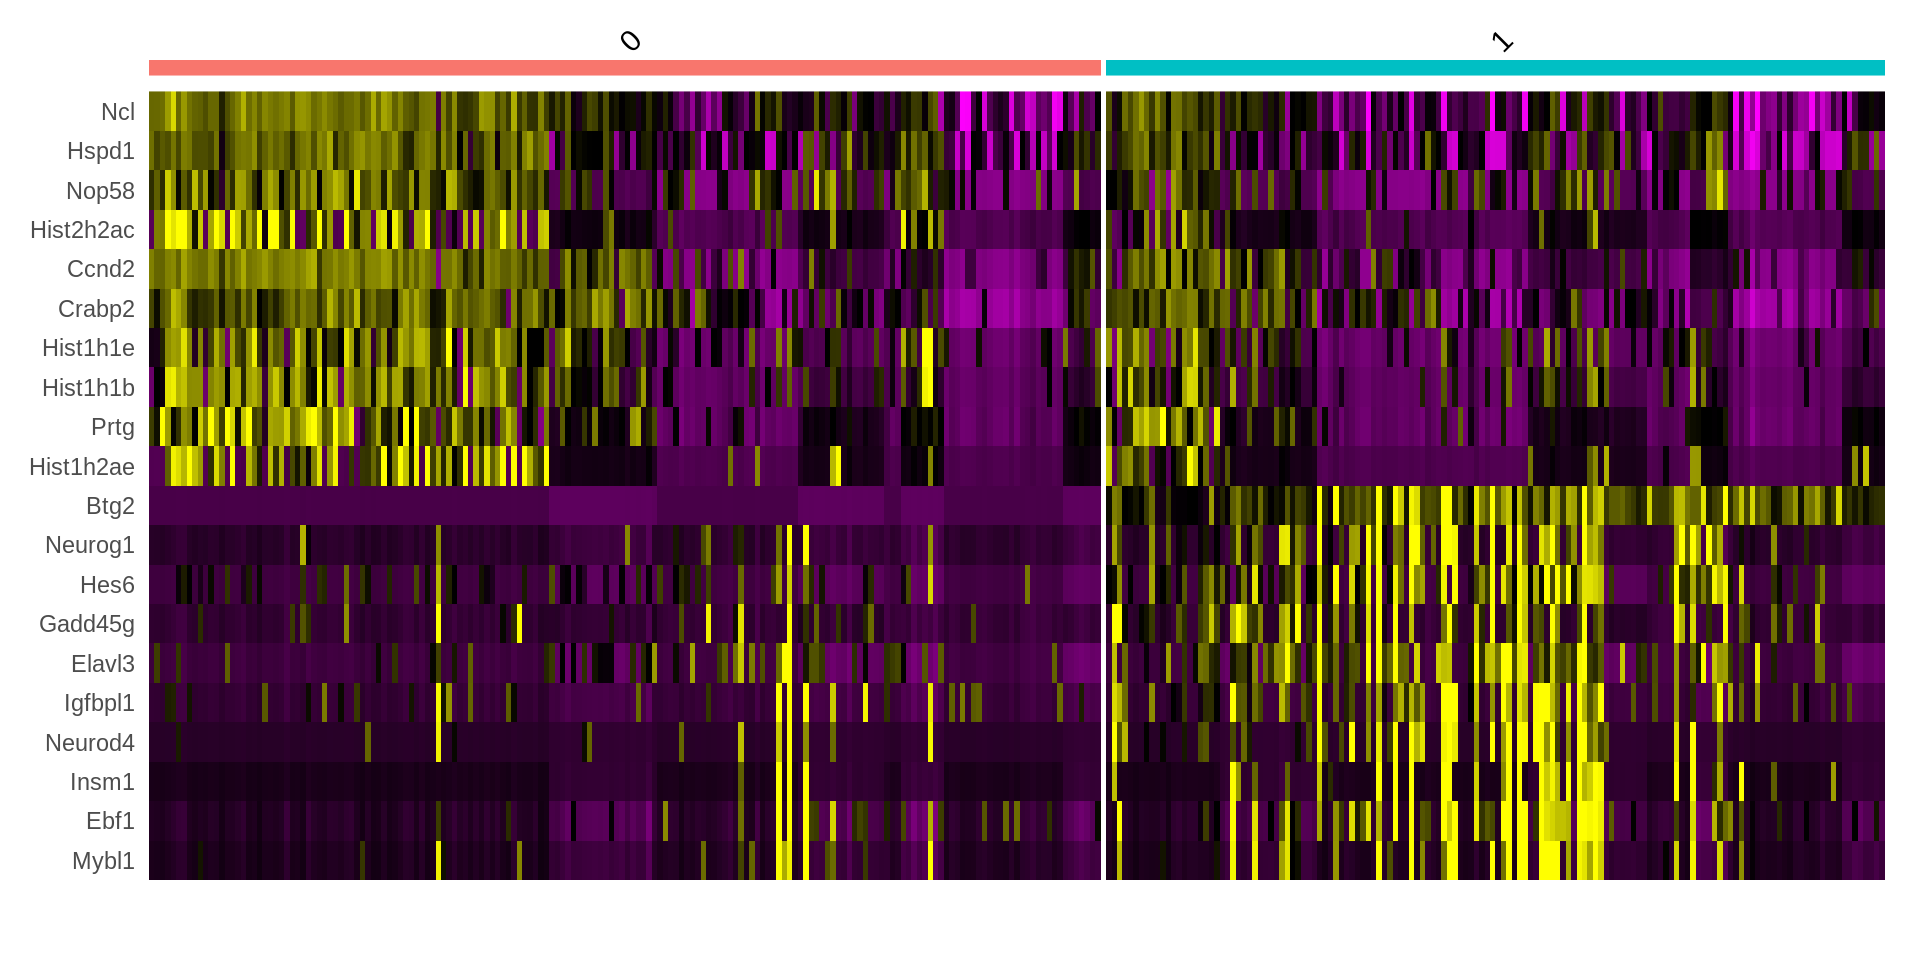 0 1
Ncl
Hspd1
Nop58
Hist2h2ac
Ccnd2
Crabp2
Hist1h1e
Hist1h1b
Prtg
Hist1h2ae
Btg2
Neurog1
Hes6
Gadd45g
Elavl3
Igfbpl1
Neurod4
Insm1
Ebf1
Mybl1